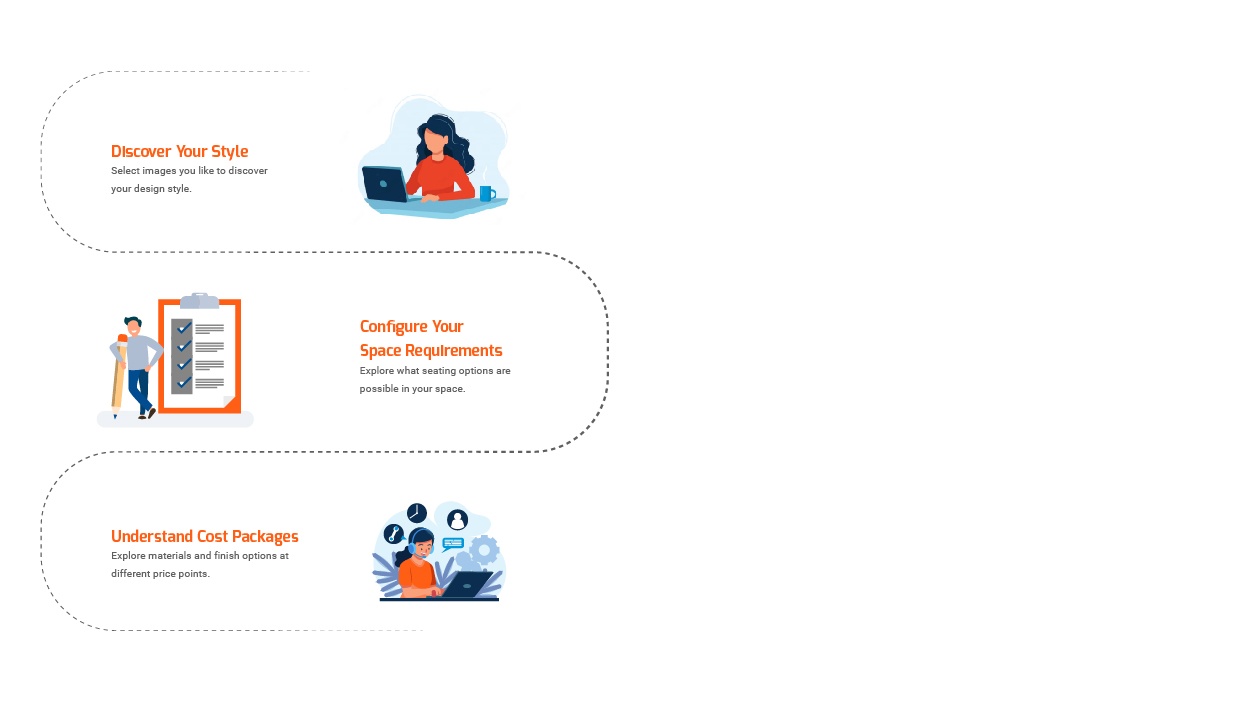 Discover Your Style
Select images you like to discover
your design style.
Configure Your
Space Requirements
Explore what seating options are
possible in your space.
Understand Cost Packages
Explore materials and finish options at
different price points.